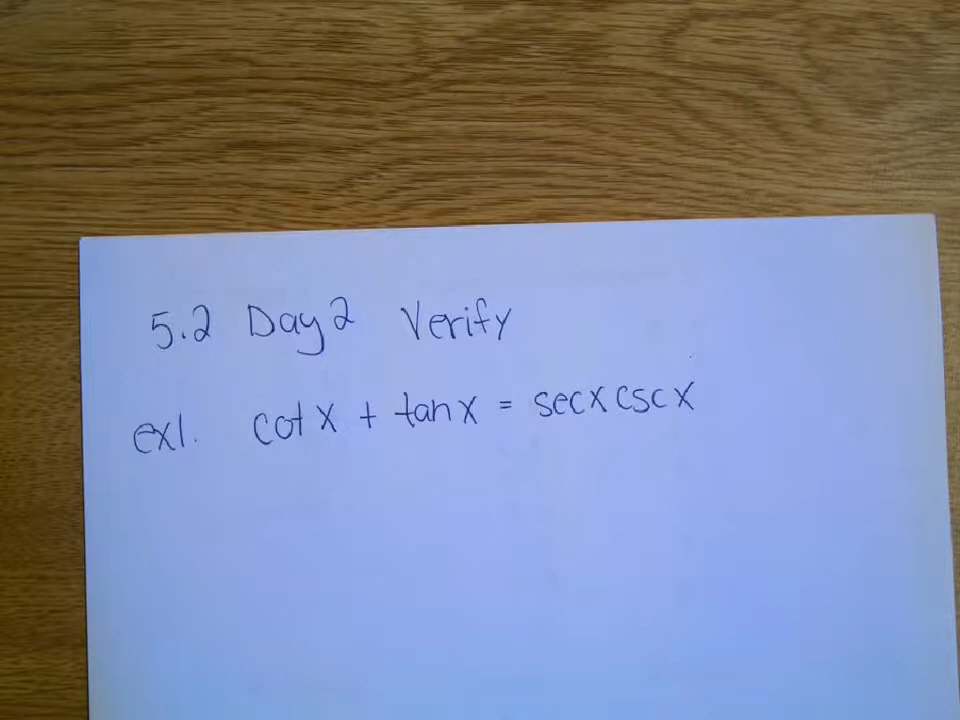 5.2 Day 2 Verify
ex1. cot x + tan x = sec x csc x